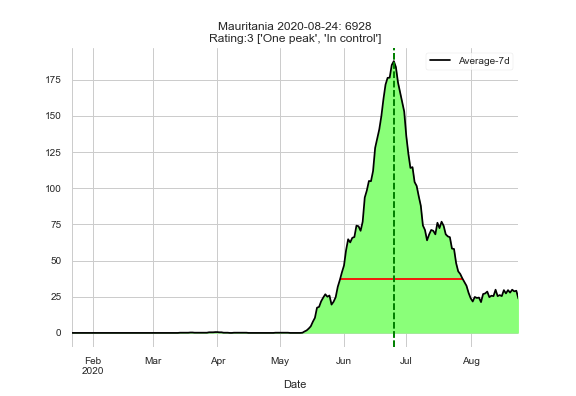 Mauritania 2020-08-24: 6928
Rating:3 ['One peak', 'In control']
Average-7d
175
150
125
100
75
50
25
0
Feb Mar Apr May Jun Jul Aug
2020
Date